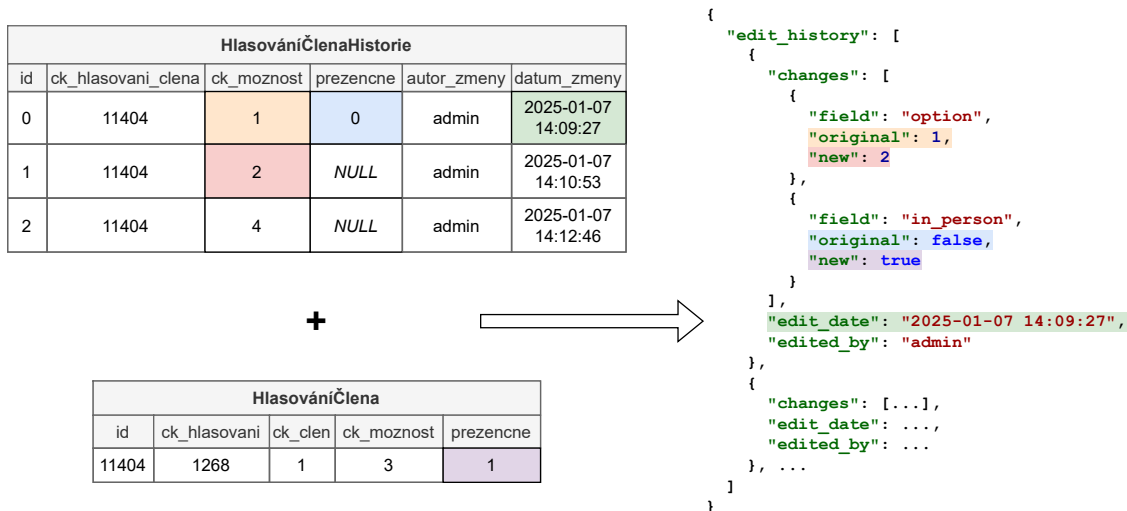 HlasováníČlenaHistorie
id ck_hlasovani_clena ck_moznost prezencne autor_zmeny datum_zmeny
0 11404 1 0 admin 2025-01-07
14:09:27
1 11404 2 NULL admin 2025-01-07
14:10:53
2 11404 4 NULL admin 2025-01-07
14:12:46
+
HlasováníČlena
id ck_hlasovani ck_clen ck_moznost prezencne
11404 1268 1 3 1
{
"edit_history": [
{
"changes": [
{
"field": "option",
"original": 1,
"new": 2
},
{
"field": "in_person",
"original": false,
"new": true
}
],
"edit_date": "2025-01-07 14:09:27",
"edited_by": "admin"
},
{
"changes": [...],
"edit_date": ...,
"edited_by": ...
}, ...
]
}